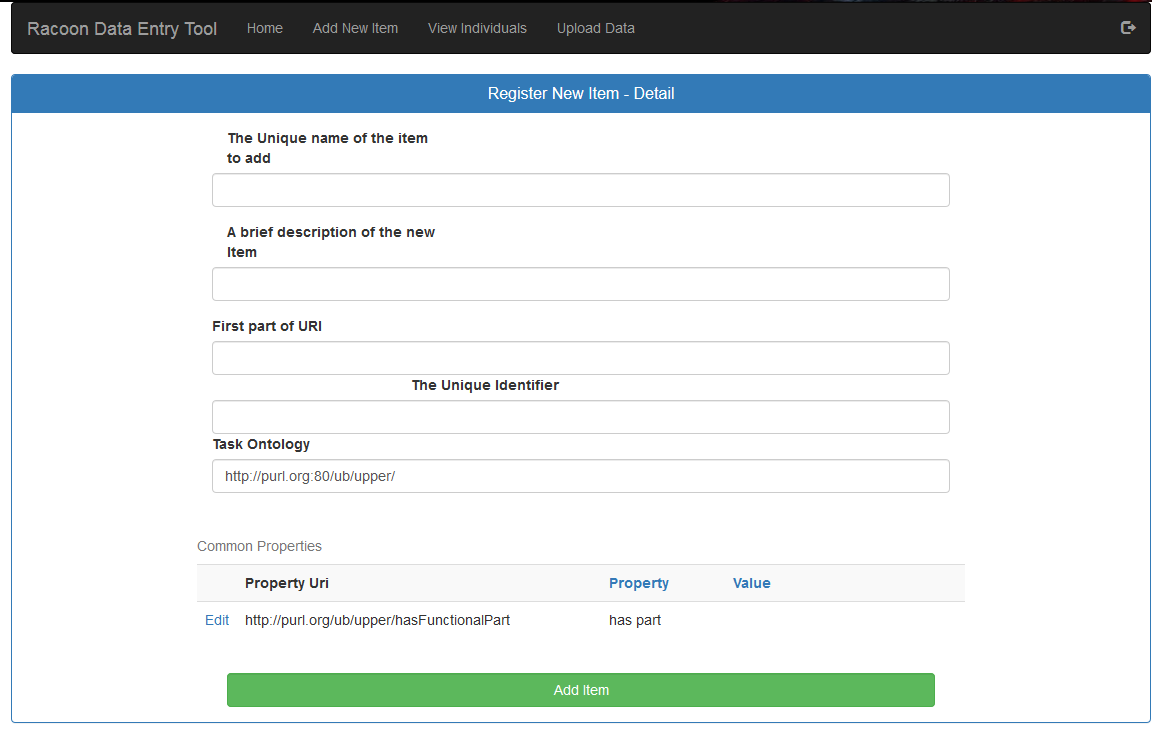 Racoon Data Entry Tool Home Add New Item View Individuals Upload Data
Register New Item - Detail
The Unique name of the item
to add
A brief description of the new
Item
First part of URI
The Unique Identifier
Task Ontology
http://purl.org:80/ub/upper/
Common Properties
Property Uri Property Value
Edit http://purl.org/ub/upper/hasFunctionalPart has part
Add Item